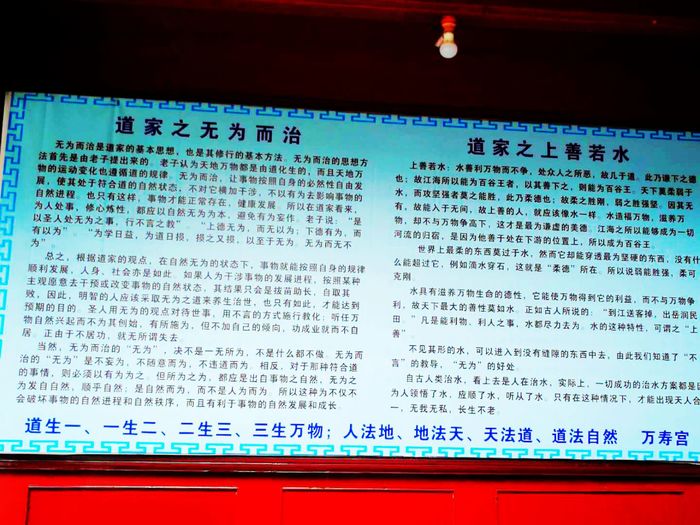 道家之无为而治
无为而治是道家的基本思想，也是其修行的基本方法。无为而治的思想方
法首先是由老子提出来的。老子认为天地万物都是由道化生的，而且天地万
物的运动变化也遵循道的规律。无为而治，让事物按照自身的必然性自由发
展，使其处于符合道的自然状态，不对它横加干涉，不以有为去影响事物的
自然进程。也只有这样，事物才能正常存在，健康发展。所以在道家看来，
为人处事，修心炼性，都应以自然无为为本，避免有为妄作。老子说：“是
以圣人处无为之事，行不言之教”。“上德无为，而无以为；下德有为，而
有以为”。“为学日益，为道日损，损之又损，以至于无为。无为而无不
为”。
总之，根据道家的观点，在自然无为的状态下，事物就能按照自身的规律
顺利发展，人身、社会亦是如此。如果人为干涉事物的发展进程，按照某种
主观愿意去干预或改变事物的自然状态，其结果只会是拔苗助长，自取其
败，因此，明智的人应该采取无为之道来养生治世，也只有如此，才能达到
预期的目的。圣人用无为的观点对待世事，用不言的方式施行教化；听任万
物自然兴起而不为其创始，有所施为，但不加自己的倾向，功成业就而不自
居。正由于不居功，就无所谓失去。
当然，无为而治的“无为”，决不是一无所为，不是什么都不做。无为而
治的“无为”是不妄为，不随意而为，不违道而为。相反，对于那种符合道
的事情，则必须以有为为之。但所为之为，都应是出自事物之自然，无为之
为发自自然，顺乎自然；是自然而为，而不是人为而为。所以这种为不仅不
会破坏事物的自然进程和自然秩序，而且有利于事物的自然发展和成长。
道家之上善若水
上善若水：水善利万物而不争，处众人之所恶，故几于道。此乃谦下之德
也；故江海所以能为百谷王者，以其善下之，则能为百谷王。天下莫柔弱于
水，而攻坚强者莫之能胜，此乃柔德也；故柔之胜刚，弱之胜强坚。因其无
有，故能入于无间，故上善的人，就应该像水一样。水造福万物，滋养万
物，却不与万物争高下，这才是最为谦虚的美德。江海之所以能够成为一切
河流的归宿，是因为他善于处在下游的位置上，所以成为百谷王。
世界上最柔的东西莫过于水，然而它却能穿透最为坚硬的东西，没有什
么能超过它，例如滴水穿石，这就是“柔德”所在。所以说弱能胜强，柔可
克刚。
水具有滋养万物生命的德性，它能使万物得到它的利益，而不与万物争
利，故天下最大的善性莫如水。正如古人所说的：“到江送客掉，出岳润民
田。”凡是能利物、利人之事，水都尽力去为。水的这种特性，可谓之“上
善”。
不见其形的水，可以进入到没有缝隙的东西中去，由此我们知道了“不
言”的教导，“无为”的好处。
自古人类治水，看上去是人在治水，实际上，一切成功的治水方案都是因
为人领悟了水，应顺了水，听从了水。只有在这种情况下，才能出现天人合
一，无我无私，长生不老。
道生一、一生二、二生三、三生万物；人法地、地法天、天法道、道法自然　万寿宫